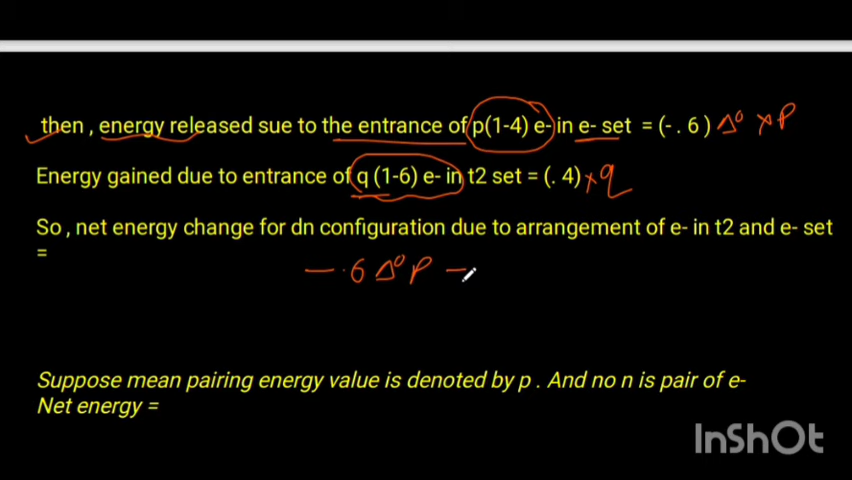 then , energy released sue to the entrance of p(1-4) e- in e- set = (- . 6 ) Δ° × P
Energy gained due to entrance of q (1-6) e- in t2 set = (. 4) × q
So , net energy change for dn configuration due to arrangement of e- in t2 and e- set
=
— .6 Δ° P —
Suppose mean pairing energy value is denoted by p . And no n is pair of e-
Net energy =
InShOt